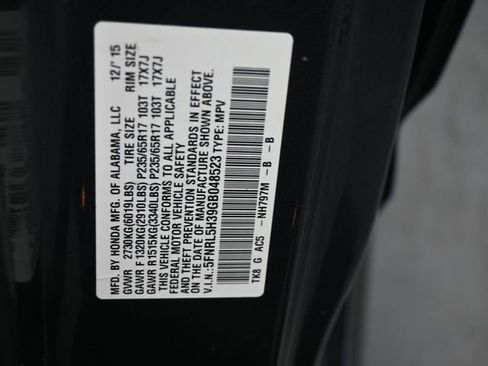 MFD. BY HONDA MFG. OF ALABAMA, LLC 12/'15
GVWR 2730KG(6019LBS) TIRE SIZE RIM SIZE
GAWR F 1320KG(2910LBS) P235/65R17 103T 17X7J
GAWR R 1515KG(3340LBS) P235/65R17 103T 17X7J
THIS VEHICLE CONFORMS TO ALL APPLICABLE
FEDERAL MOTOR VEHICLE SAFETY
AND THEFT PREVENTION STANDARDS IN EFFECT
ON THE DATE OF MANUFACTURE SHOWN ABOVE.
V.I.N.: 5FNRL5H39GB048523 TYPE: MPV
TK8 G AC5 -NH797M - B - B